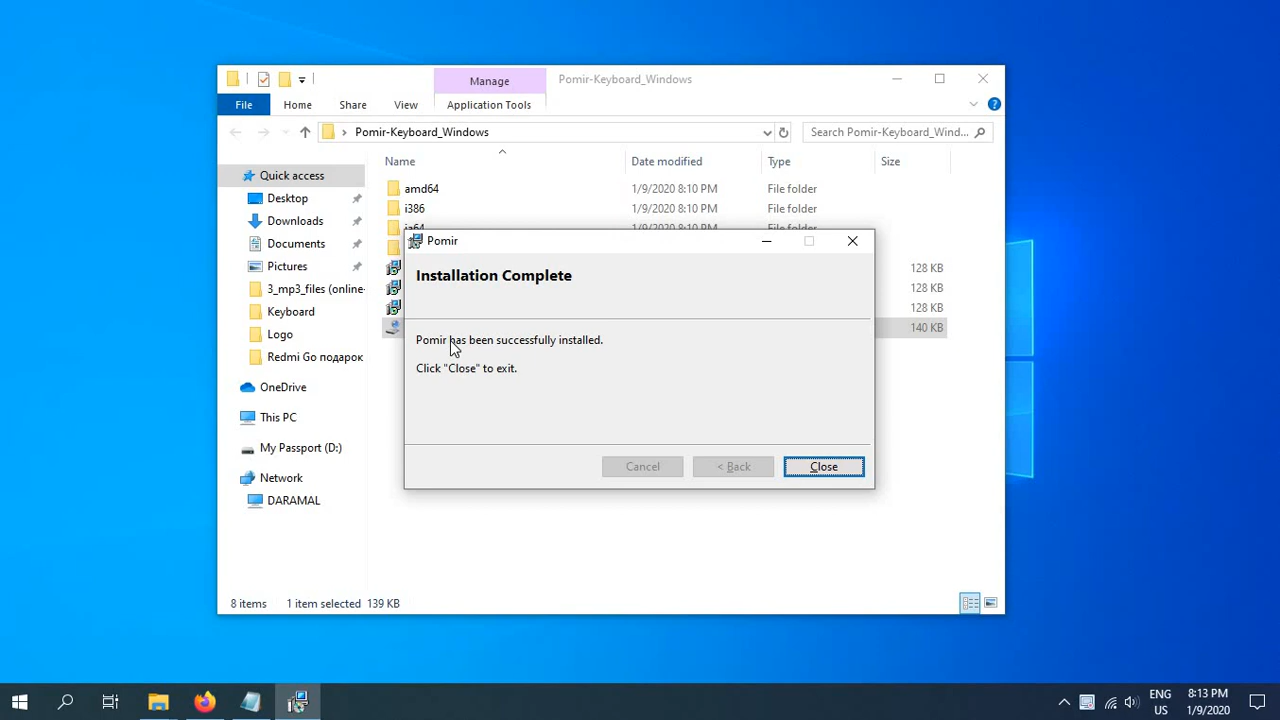 Manage
Pomir-Keyboard_Windows
File
Home
Share
View
Application Tools
Pomir-Keyboard_Windows
Search Pomir-Keyboard_Wind...
Name
Date modified
Type
Size
Quick access
Desktop
Downloads
Documents
Pictures
3_mp3_files (online-
Keyboard
Logo
Redmi Go подарок
OneDrive
This PC
My Passport (D:)
Network
DARAMAL
amd64
1/9/2020 8:10 PM
File folder
i386
1/9/2020 8:10 PM
File folder
ia64
1/9/2020 8:10 PM
File folder
128 KB
128 KB
128 KB
140 KB
Pomir
Installation Complete
Pomir has been successfully installed.
Click "Close" to exit.
Cancel
< Back
Close
8 items
1 item selected 139 KB
ENG
US
8:13 PM
1/9/2020